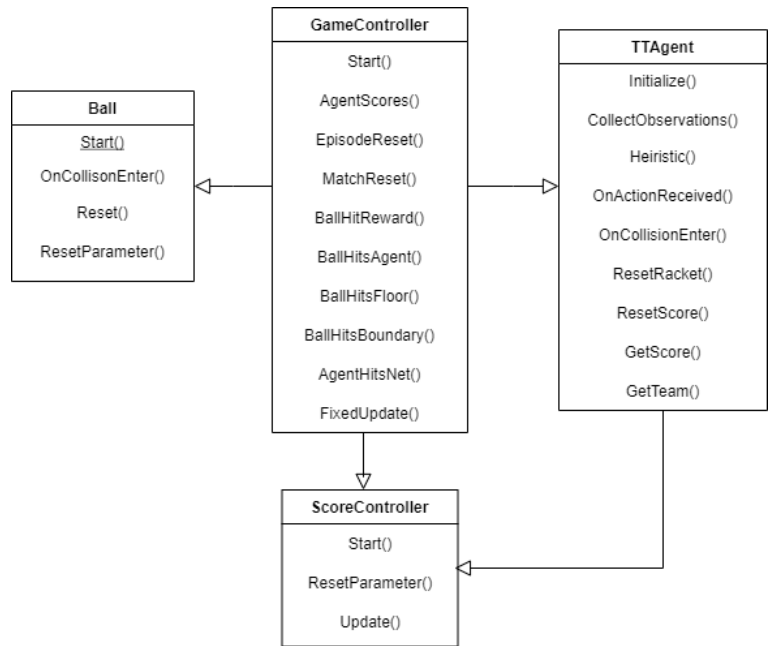 GameController
Start()
AgentScores()
EpisodeReset()
MatchReset()
BallHitReward()
BallHitsAgent()
BallHitsFloor()
BallHitsBoundary()
AgentHitsNet()
FixedUpdate()
Ball
Start()
OnCollisonEnter()
Reset()
ResetParameter()
TTAgent
Initialize()
CollectObservations()
Heiristic()
OnActionReceived()
OnCollisionEnter()
ResetRacket()
ResetScore()
GetScore()
GetTeam()
ScoreController
Start()
ResetParameter()
Update()